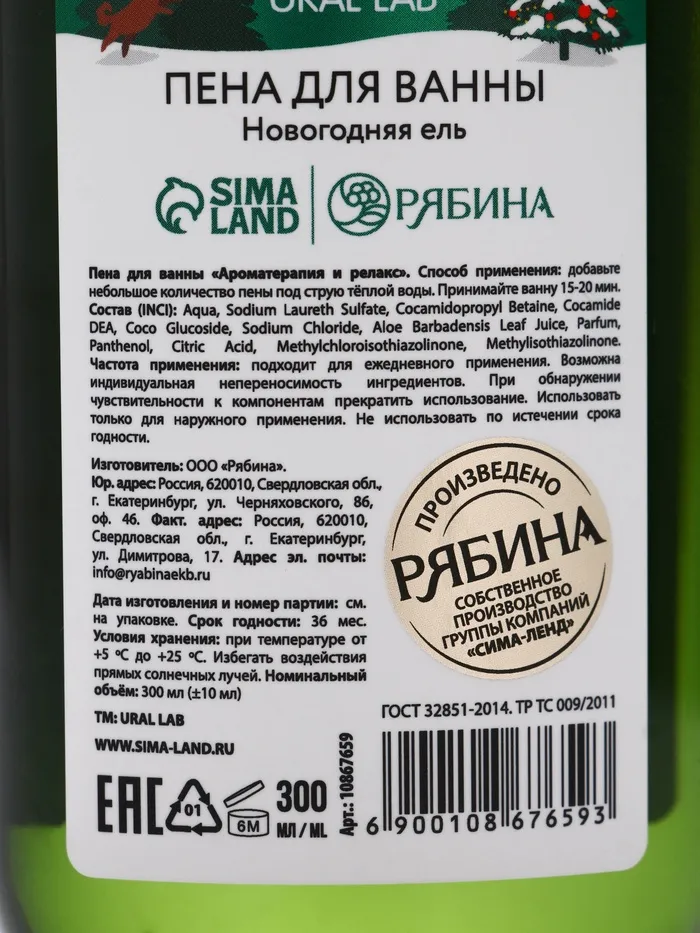 URAL LAB
ПЕНА ДЛЯ ВАННЫ
Новогодняя ель
SIMA
LAND
РЯБИНА
Пена для ванны «Ароматерапия и релакс». Способ применения: добавьте
небольшое количество пены под струю тёплой воды. Принимайте ванну 15-20 мин.
Состав (INCI): Aqua, Sodium Laureth Sulfate, Cocamidopropyl Betaine, Cocamide
DEA, Coco Glucoside, Sodium Chloride, Aloe Barbadensis Leaf Juice, Parfum,
Panthenol, Citric Acid, Methylchloroisothiazolinone, Methylisothiazolinone.
Частота применения: подходит для ежедневного применения. Возможна
индивидуальная непереносимость ингредиентов. При обнаружении
чувствительности к компонентам прекратить использование. Использовать
только для наружного применения. Не использовать по истечении срока
годности.
Изготовитель: ООО «Рябина».
Юр. адрес: Россия, 620010, Свердловская обл.,
г. Екатеринбург, ул. Черняховского, 86,
оф. 46. Факт. адрес: Россия, 620010,
Свердловская обл., г. Екатеринбург,
ул. Димитрова, 17. Адрес эл. почты:
info@ryabinaekb.ru
Дата изготовления и номер партии: см.
на упаковке. Срок годности: 36 мес.
Условия хранения: при температуре от
+5 ºС до +25 ºС. Избегать воздействия
прямых солнечных лучей. Номинальный
объём: 300 мл (±10 мл)
ТМ: URAL LAB
WWW.SIMA-LAND.RU
ПРОИЗВЕДЕНО
РЯБИНА
СОБСТВЕННОЕ
ПРОИЗВОДСТВО
ГРУППЫ КОМПАНИЙ
«СИМА-ЛЕНД»
ГОСТ 32851-2014. ТР ТС 009/2011
EAC
01
6M
300
МЛ/ML
Арт.: 10867659
6 900108 676593